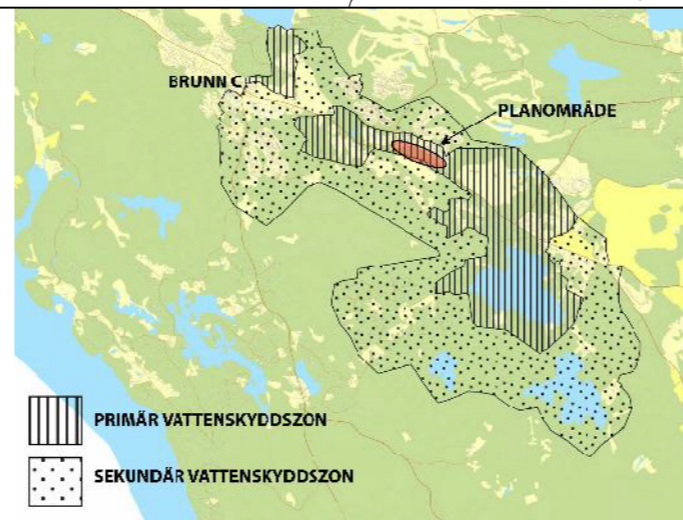 BRUNN C
PLANOMRÅDE
PRIMÄR VATTENSKYDDSZON
SEKUNDÄR VATTENSKYDDSZON